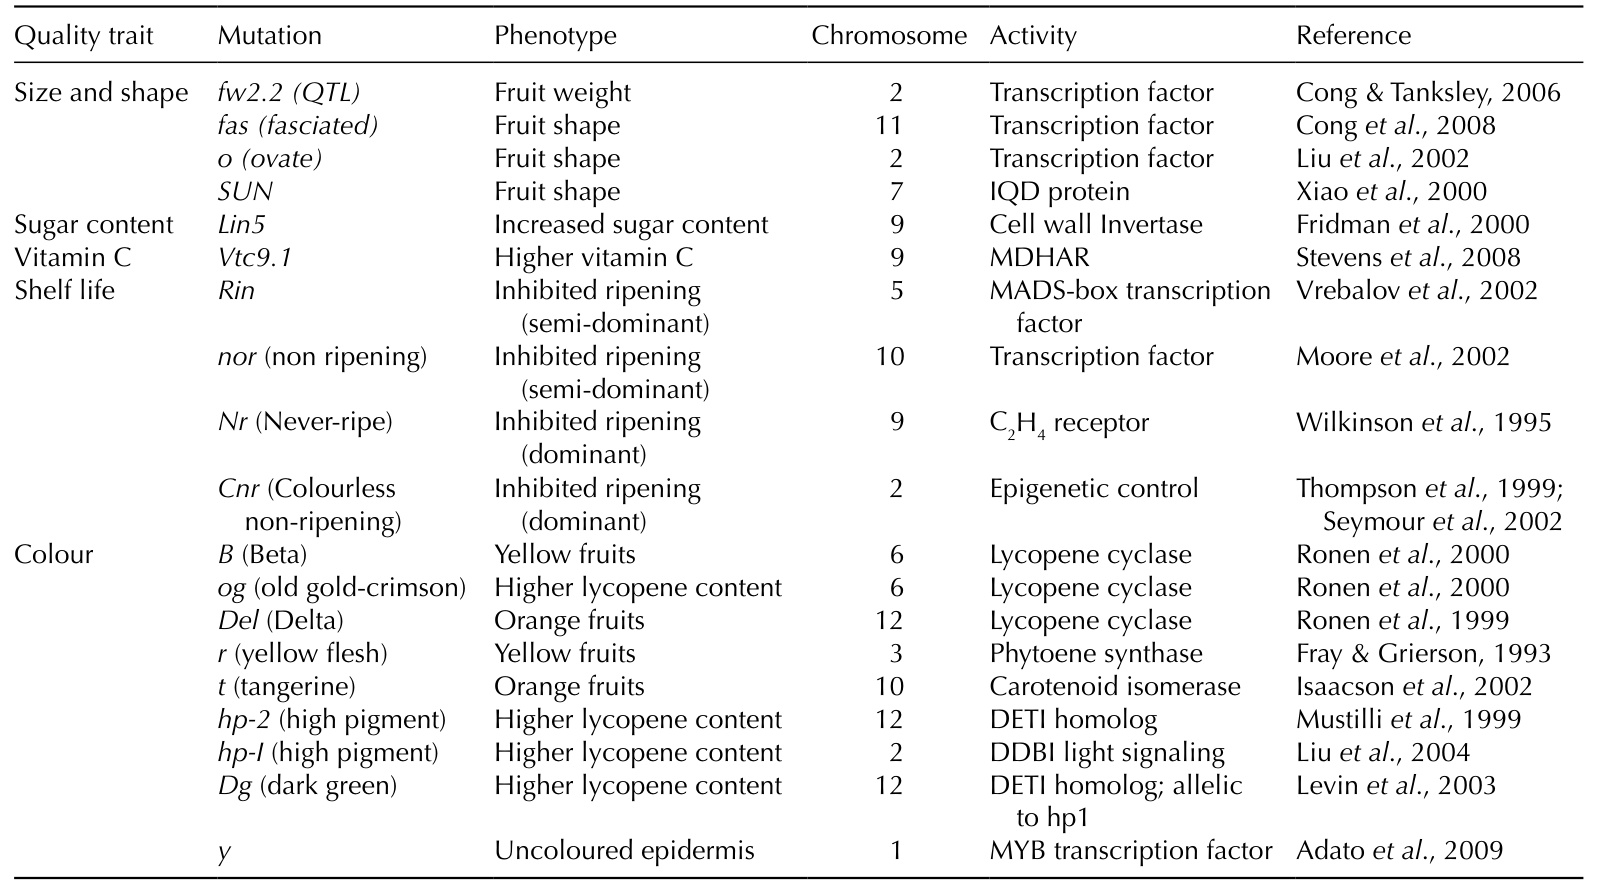 Quality trait Mutation Phenotype Chromosome Activity Reference
Size and shape fw2.2 (QTL) Fruit weight 2 Transcription factor Cong & Tanksley, 2006
fas (fasciated) Fruit shape 11 Transcription factor Cong et al., 2008
o (ovate) Fruit shape 2 Transcription factor Liu et al., 2002
SUN Fruit shape 7 IQD protein Xiao et al., 2000
Sugar content Lin5 Increased sugar content 9 Cell wall Invertase Fridman et al., 2000
Vitamin C Vtc9.1 Higher vitamin C 9 MDHAR Stevens et al., 2008
Shelf life Rin Inhibited ripening 5 MADS-box transcription Vrebalov et al., 2002
(semi-dominant) factor
nor (non ripening) Inhibited ripening 10 Transcription factor Moore et al., 2002
(semi-dominant)
Nr (Never-ripe) Inhibited ripening 9 C₂H₄ receptor Wilkinson et al., 1995
(dominant)
Cnr (Colourless Inhibited ripening 2 Epigenetic control Thompson et al., 1999;
non-ripening) (dominant) Seymour et al., 2002
Colour B (Beta) Yellow fruits 6 Lycopene cyclase Ronen et al., 2000
og (old gold-crimson) Higher lycopene content 6 Lycopene cyclase Ronen et al., 2000
Del (Delta) Orange fruits 12 Lycopene cyclase Ronen et al., 1999
r (yellow flesh) Yellow fruits 3 Phytoene synthase Fray & Grierson, 1993
t (tangerine) Orange fruits 10 Carotenoid isomerase Isaacson et al., 2002
hp-2 (high pigment) Higher lycopene content 12 DETI homolog Mustilli et al., 1999
hp-I (high pigment) Higher lycopene content 2 DDBI light signaling Liu et al., 2004
Dg (dark green) Higher lycopene content 12 DETI homolog; allelic Levin et al., 2003
to hp1
y Uncoloured epidermis 1 MYB transcription factor Adato et al., 2009